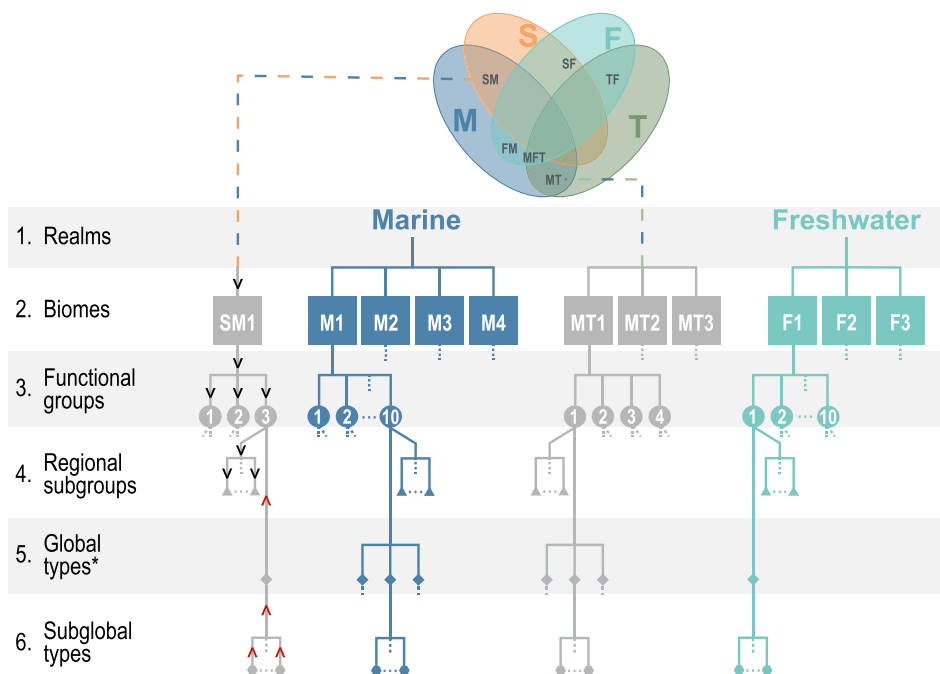 S
F
SM
SF
TF
M
T
FM
MFT
MT
1. Realms
Marine
Freshwater
2. Biomes
SM1
M1 M2 M3 M4
MT1 MT2 MT3
F1 F2 F3
3. Functional
groups
1 2 3
1 2 10
1 2 3 4
1 2 10
4. Regional
subgroups
5. Global
types*
6. Subglobal
types